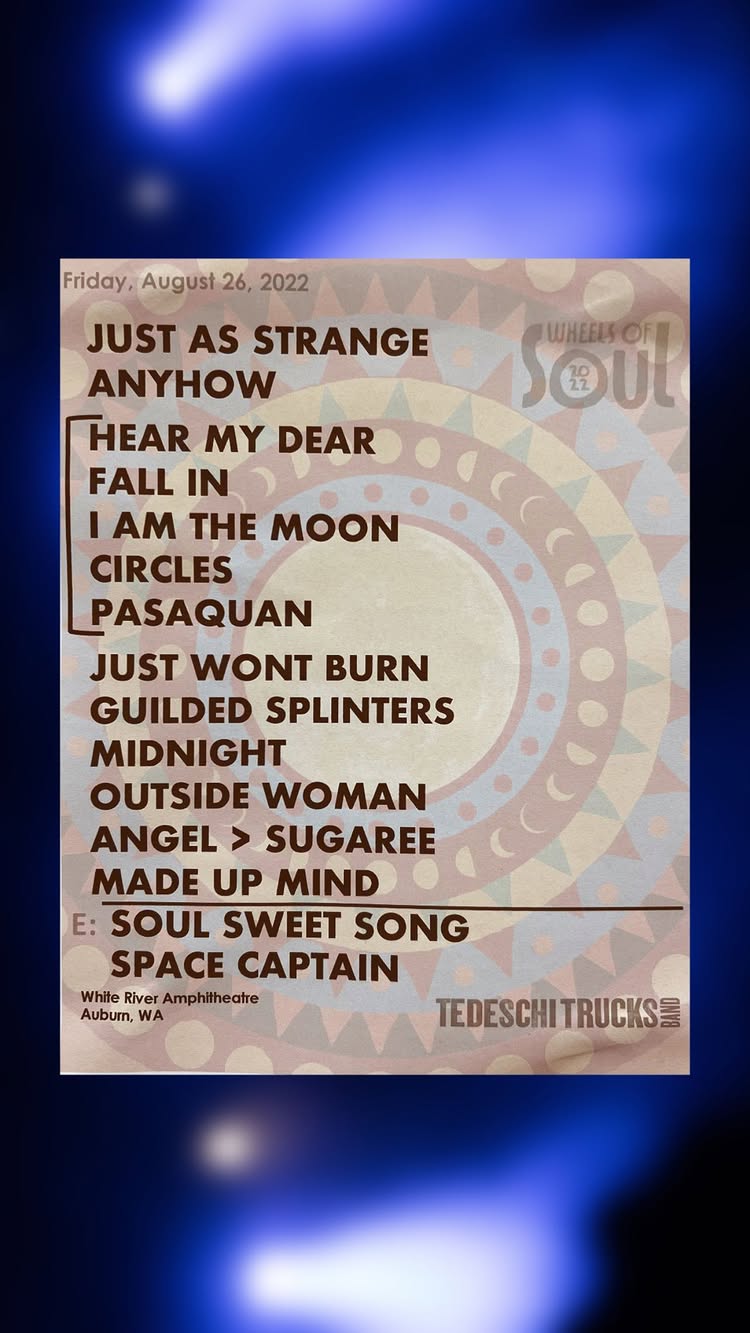 Friday, August 26, 2022
WHEELS OF
SOUL
20
22
JUST AS STRANGE
ANYHOW
HEAR MY DEAR
FALL IN
I AM THE MOON
CIRCLES
PASAQUAN
JUST WONT BURN
GUILDED SPLINTERS
MIDNIGHT
OUTSIDE WOMAN
ANGEL > SUGAREE
MADE UP MIND
E: SOUL SWEET SONG
SPACE CAPTAIN
White River Amphitheatre
Auburn, WA
TEDESCHI TRUCKS BAND